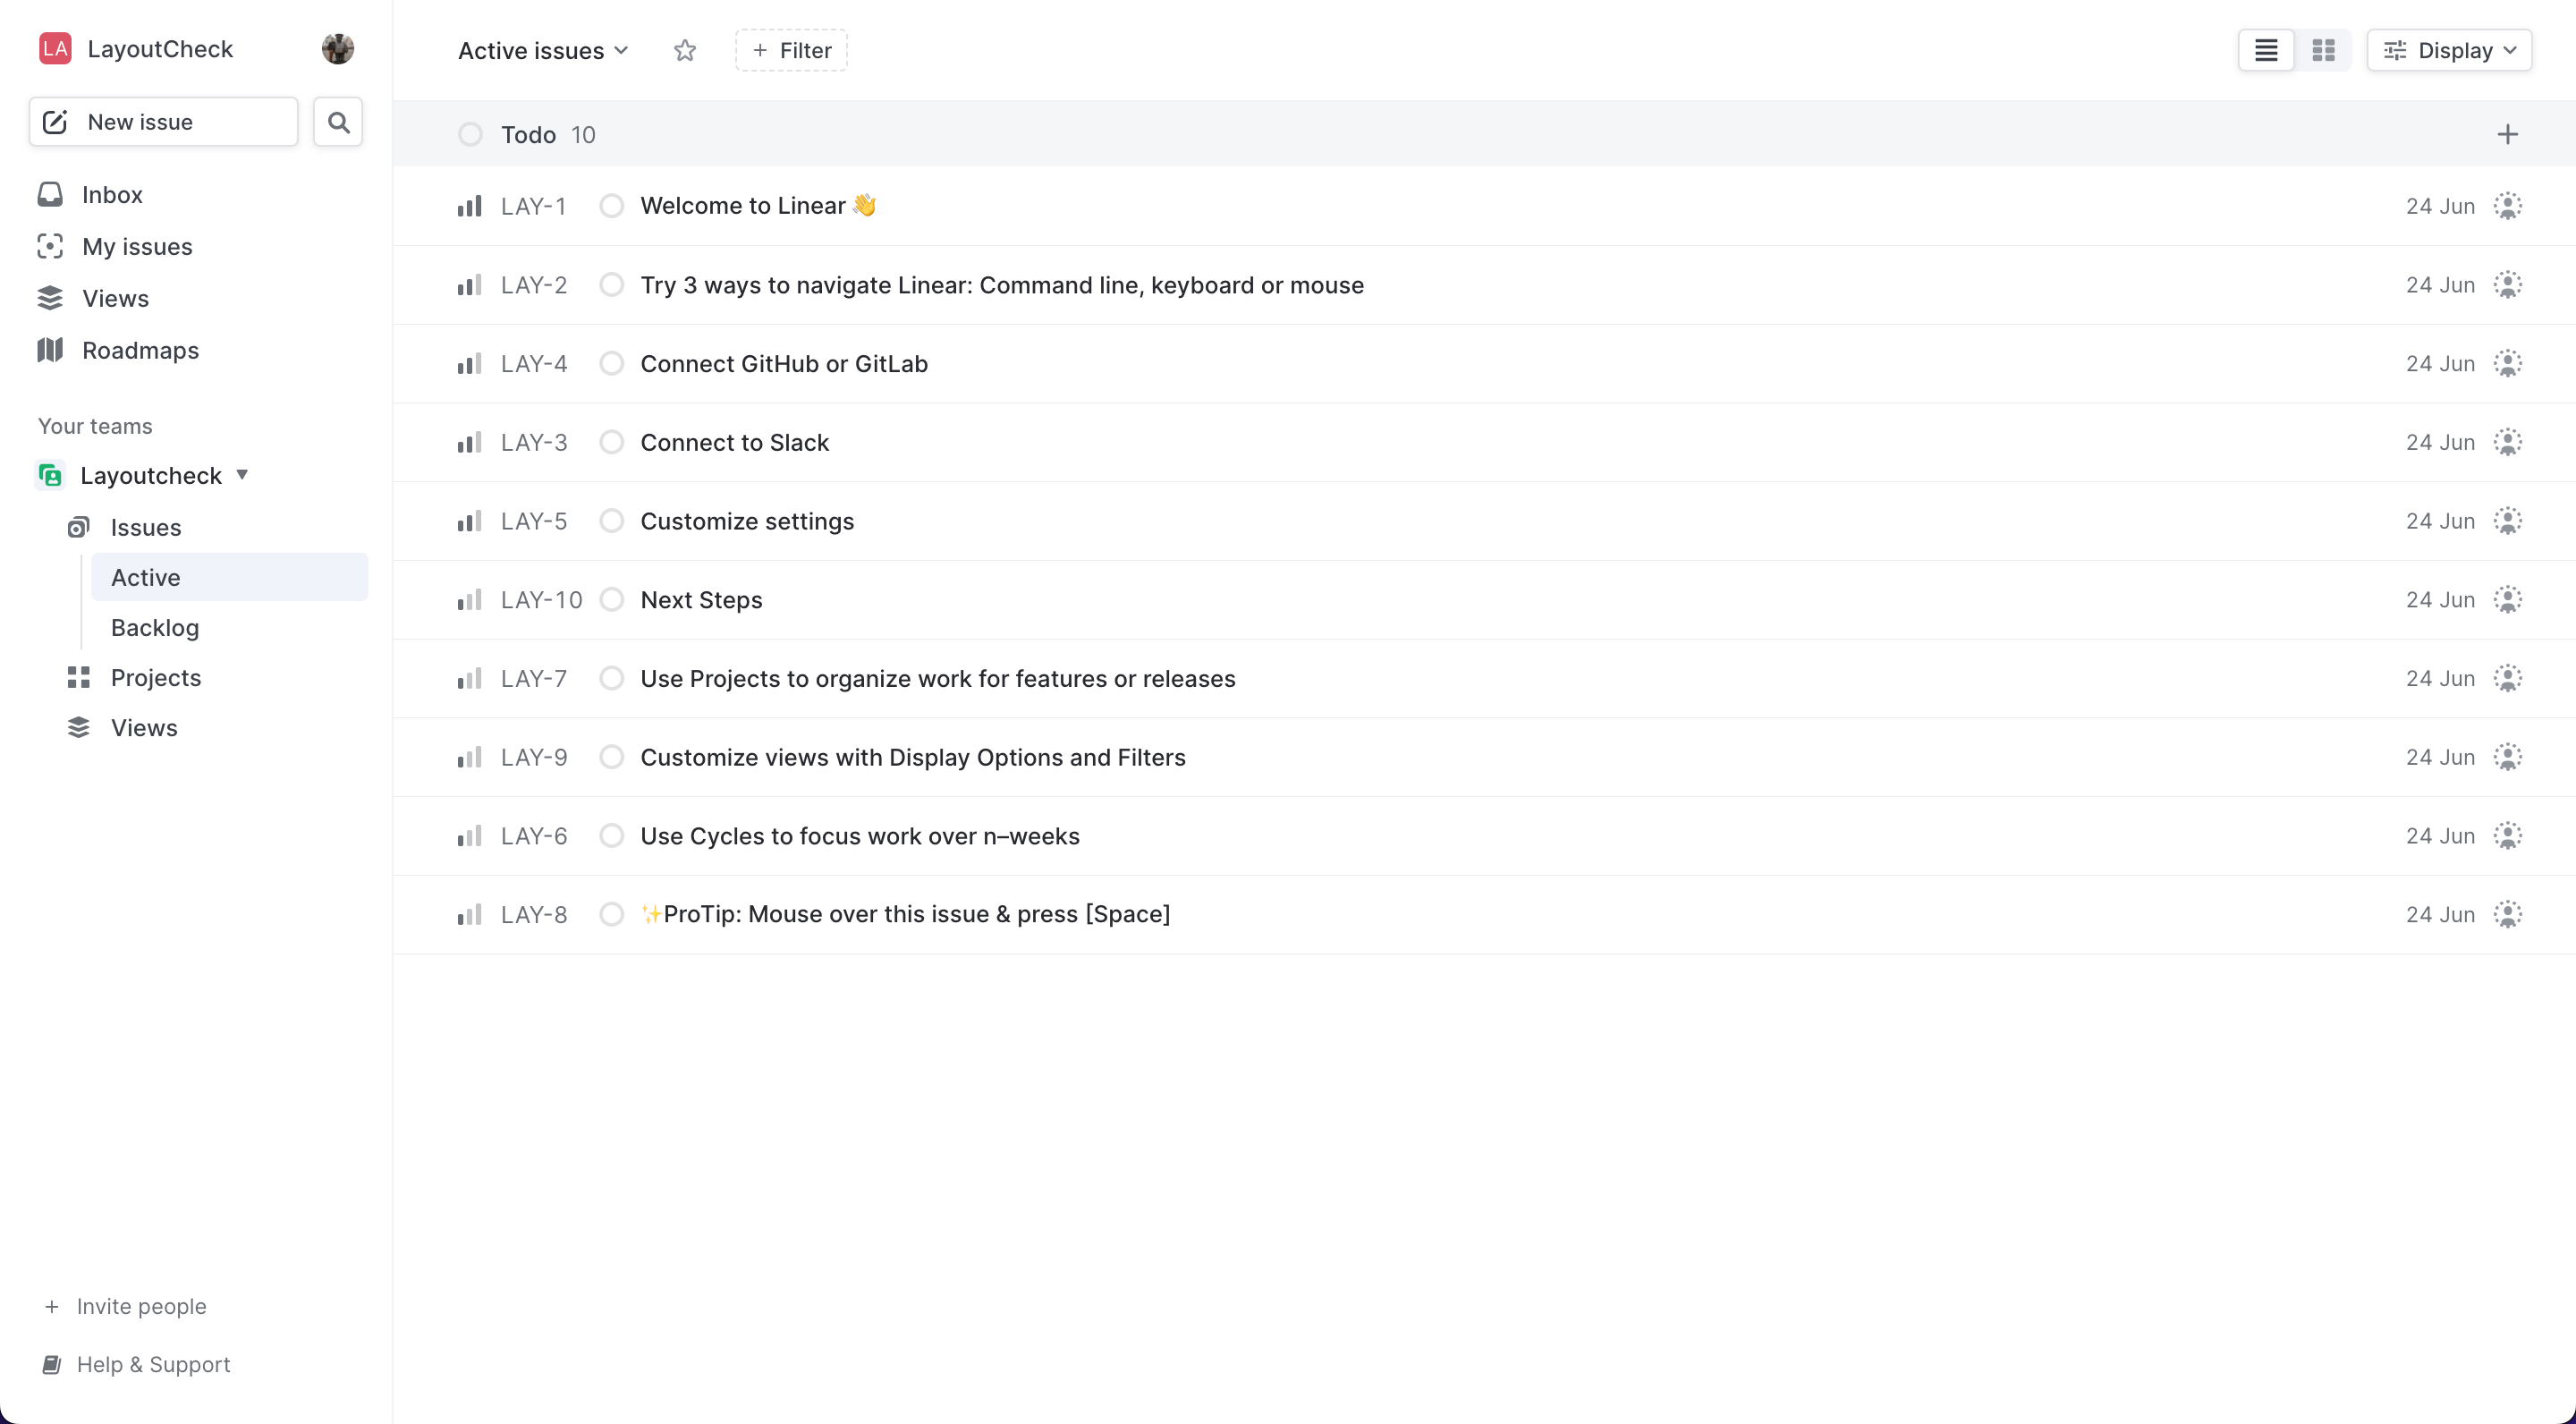 LA LayoutCheck
New issue
Inbox
My issues
Views
Roadmaps
Your teams
Layoutcheck
Issues
Active
Backlog
Projects
Views
Invite people
Help & Support
Active issues
Filter
Display
Todo 10
LAY-1 Welcome to Linear 👋 24 Jun
LAY-2 Try 3 ways to navigate Linear: Command line, keyboard or mouse 24 Jun
LAY-4 Connect GitHub or GitLab 24 Jun
LAY-3 Connect to Slack 24 Jun
LAY-5 Customize settings 24 Jun
LAY-10 Next Steps 24 Jun
LAY-7 Use Projects to organize work for features or releases 24 Jun
LAY-9 Customize views with Display Options and Filters 24 Jun
LAY-6 Use Cycles to focus work over n–weeks 24 Jun
LAY-8 ✨ProTip: Mouse over this issue & press [Space] 24 Jun